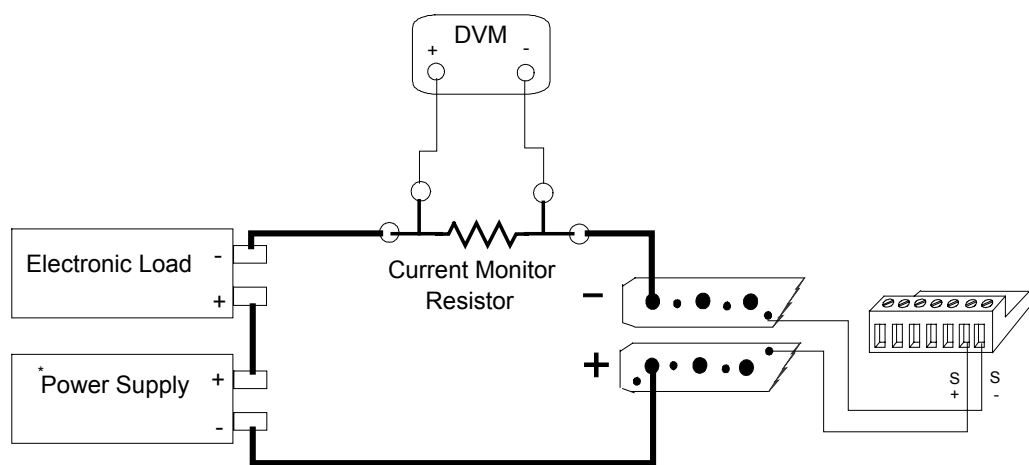 DVM
+ -
Electronic Load
-
+
Current Monitor
Resistor
-
+
*Power Supply
+
-
S S
+ -